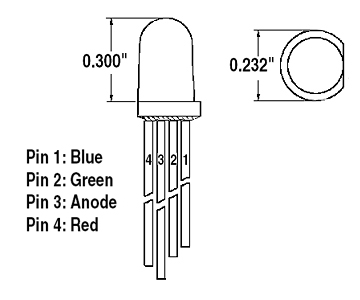 0.300"
0.232"
4 3 2 1
Pin 1: Blue
Pin 2: Green
Pin 3: Anode
Pin 4: Red